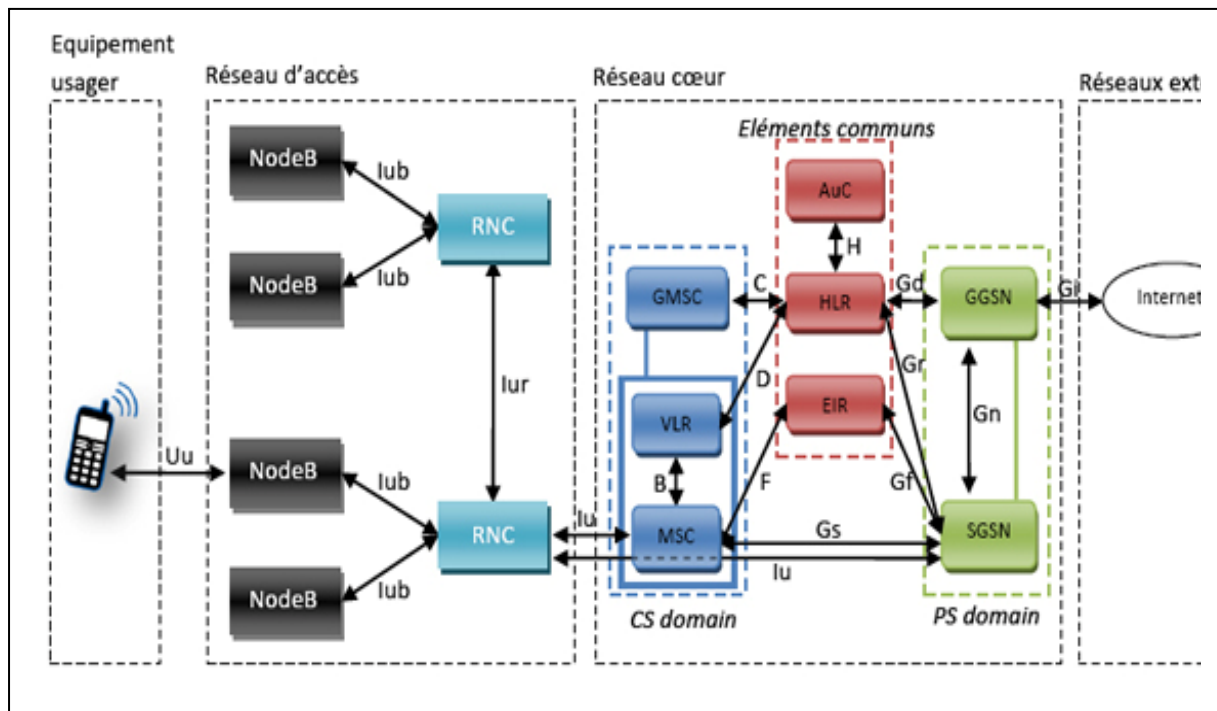 Equipement
usager
Réseau d'accès
Réseau cœur
Réseaux ext
Eléments communs
NodeB
Iub
RNC
Iub
NodeB
AuC
H
GMSC
C
HLR
Gd
GGSN
Gi
Internet
Iur
D
Gr
VLR
EIR
Gn
Uu
NodeB
Iub
B
F
Gf
RNC
Iu
MSC
Gs
SGSN
Iu
Iub
NodeB
CS domain
PS domain